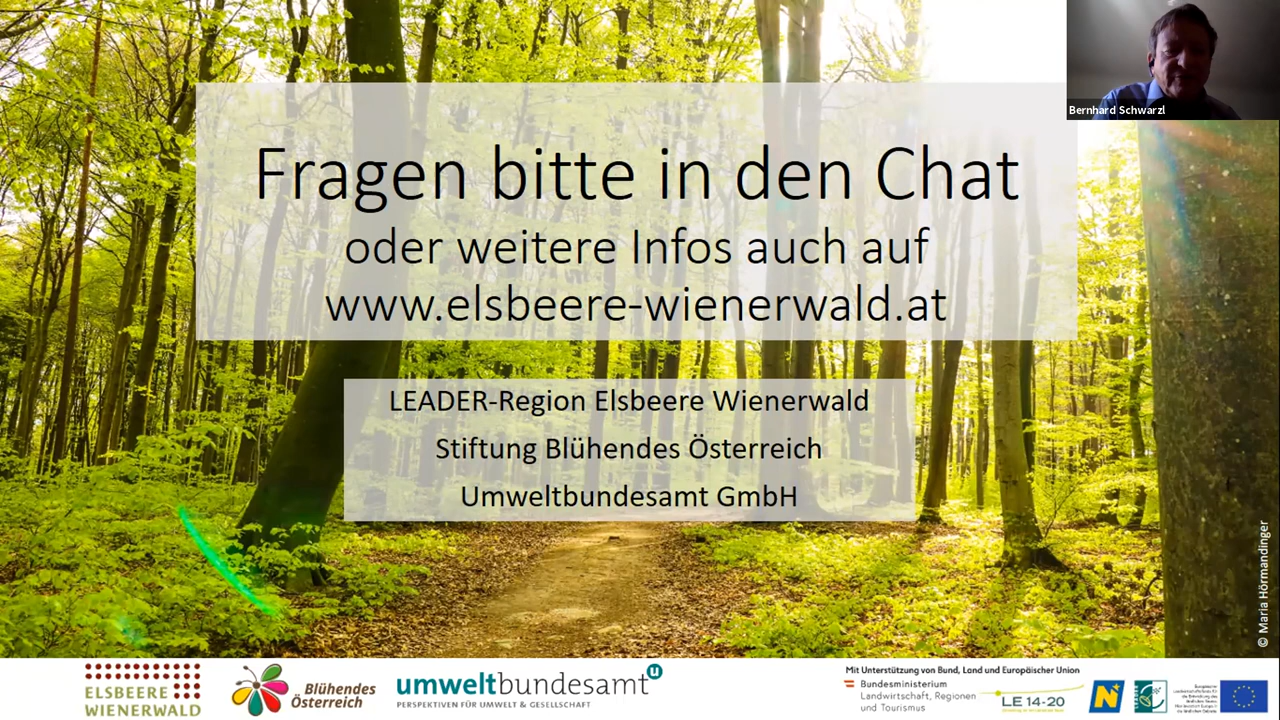 Bernhard Schwarzl
Fragen bitte in den Chat
oder weitere Infos auch auf
www.elsbeere-wienerwald.at
LEADER-Region Elsbeere Wienerwald
Stiftung Blühendes Österreich
Umweltbundesamt GmbH
© Maria Hörmandinger
ELSBEERE
WIENERWALD
Blühendes
Österreich
umweltbundesamt
u
PERSPEKTIVEN FÜR UMWELT & GESELLSCHAFT
Mit Unterstützung von Bund, Land und Europäischer Union
Bundesministerium
Landwirtschaft, Regionen
und Tourismus
LE 14-20
N